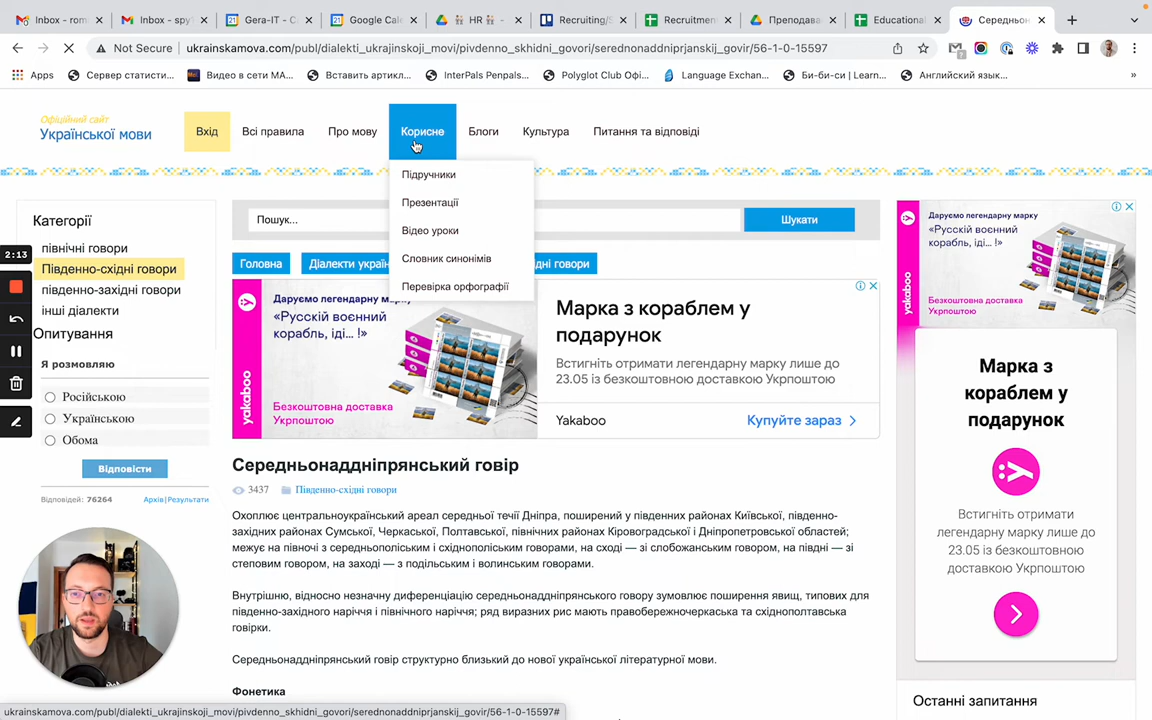 Inbox - rom
Inbox - spy
Gera-IT - C
Google Cale
HR
Recruiting/S
Recruitmen
Преподава
Educational
Середньон
Not Secure
ukrainskamova.com/publ/dialekti_ukrajinskoji_movi/pivdenno_skhidni_govori/serednonaddniprjanskij_govir/56-1-0-15597
Apps
Сервер статисти...
Видео в сети МА...
Вставить артикл...
InterPals Penpals...
Polyglot Club Офі...
Language Exchan...
Би-би-си | Learn...
Английский язык...
»
Офіційний сайт
Української мови
Вхід
Всі правила
Про мову
Корисне
Блоги
Культура
Питання та відповіді
Підручники
Презентації
Відео уроки
Словник синонімів
Перевірка орфографії
Категорії
північні говори
Південно-східні говори
південно-західні говори
інші діалекти
Опитування
Я розмовляю
Російською
Українською
Обома
Відповісти
Відповідей: 76264
Архів|Результати
2:13
Пошук...
Шукати
Головна
Діалекти україн
дні говори
yakaboo
Даруємо легендарну марку
«Русскій воєнний
корабль, іді... !»
Безкоштовна доставка
Укрпоштою
Марка з кораблем у
подарунок
Встигніть отримати легендарну марку лише до
23.05 із безкоштовною доставкою Укрпоштою
Yakaboo
Купуйте зараз
Середньонаддніпрянський говір
3437
Південно-східні говори
Охоплює центральноукраїнський ареал середньої течії Дніпра, поширений у південних районах Київської, південно-
західних районах Сумської, Черкаської, Полтавської, північних районах Кіровоградської і Дніпропетровської областей;
межує на півночі з середньополіським і східнополіським говорами, на сході — зі слобожанським говором, на півдні — зі
степовим говором, на заході — з подільським і волинським говорами.
Внутрішню, відносно незначну диференціацію середньонаддніпрянського говору зумовлює поширення явищ, типових для
південно-західного наріччя і північного наріччя; ряд виразних рис мають правобережночеркаська та східнополтавська
говірки.
Середньонаддніпрянський говір структурно близький до нової української літературної мови.
Фонетика
yakaboo
Даруємо легендарну марку
«Русскій воєнний
корабль, іді... !»
Безкоштовна доставка
Укрпоштою
Марка з
кораблем у
подарунок
Встигніть отримати
легендарну марку лише до
23.05 із безкоштовною
доставкою Укрпоштою
Останні запитання
ukrainskamova.com/publ/dialekti_ukrajinskoji_movi/pivdenno_skhidni_govori/serednonaddniprjanskij_govir/56-1-0-15597#